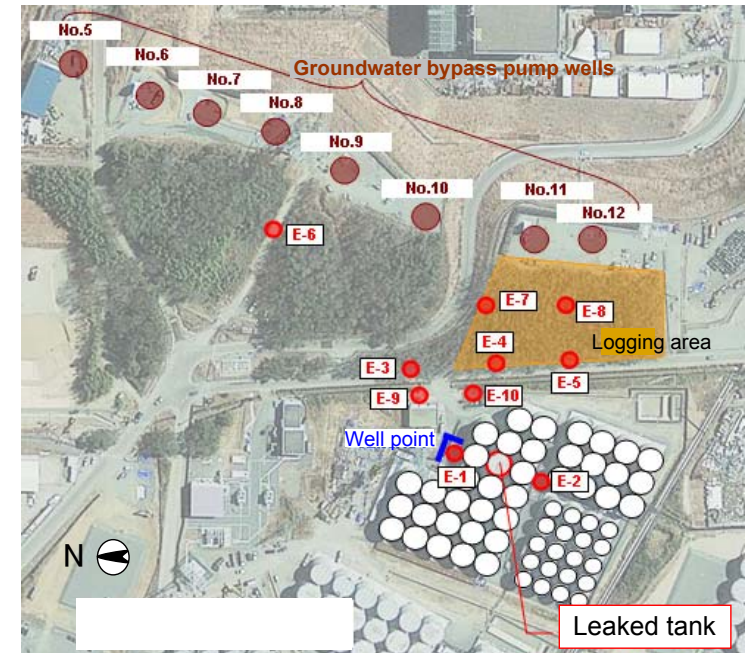 No.5
No.6
No.7
Groundwater bypass pump wells
No.8
No.9
No.10
No.11
No.12
E-6
E-7
E-8
E-4
Logging area
E-3
E-5
E-9
E-10
Well point
E-1
E-2
N
Leaked tank